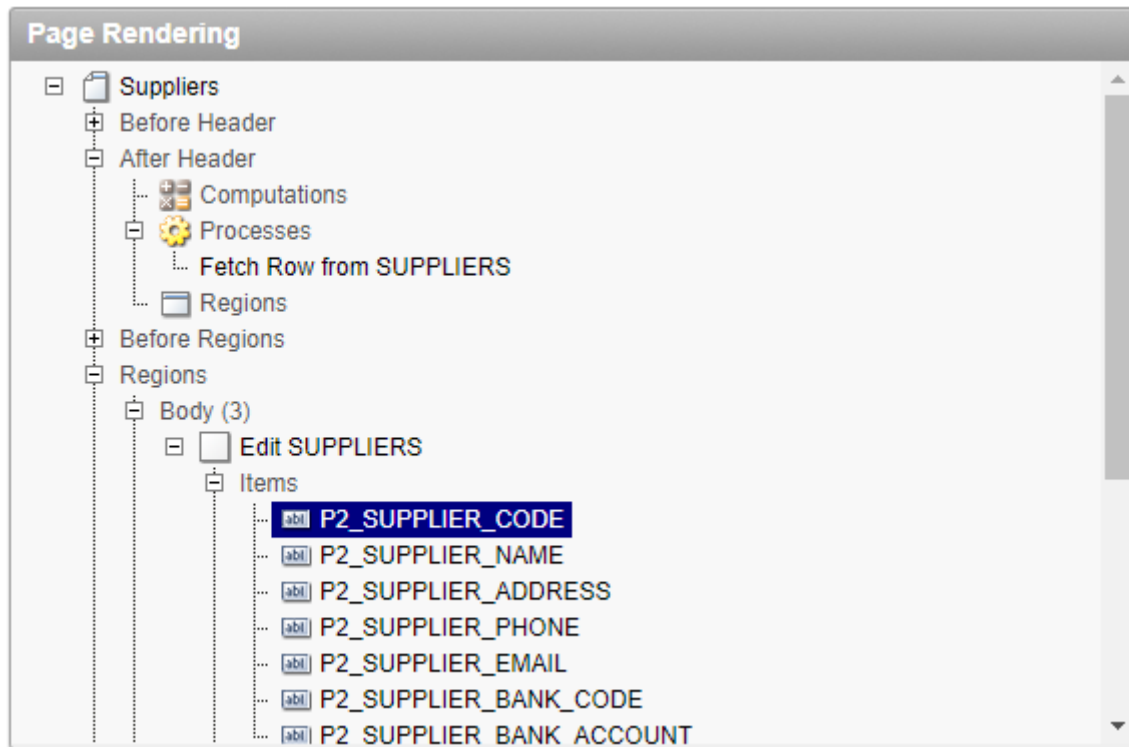 Page Rendering
Suppliers
Before Header
After Header
Computations
Processes
Fetch Row from SUPPLIERS
Regions
Before Regions
Regions
Body (3)
Edit SUPPLIERS
Items
P2_SUPPLIER_CODE
P2_SUPPLIER_NAME
P2_SUPPLIER_ADDRESS
P2_SUPPLIER_PHONE
P2_SUPPLIER_EMAIL
P2_SUPPLIER_BANK_CODE
P2_SUPPLIER_BANK_ACCOUNT